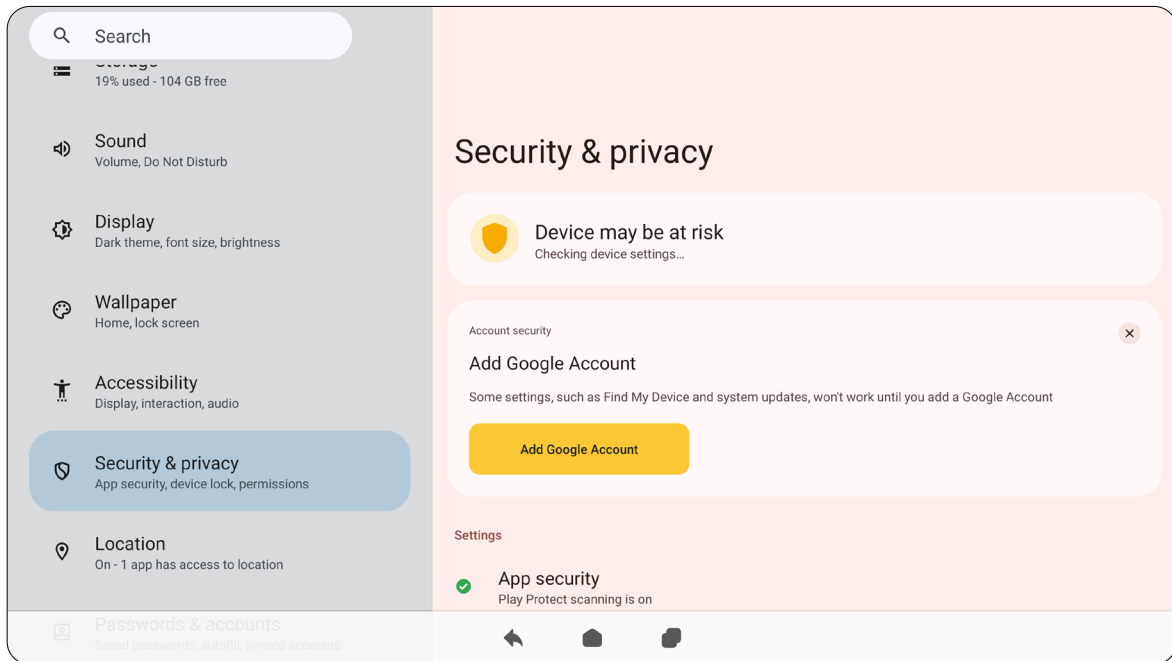 Search
Storage
19% used - 104 GB free
Sound
Volume, Do Not Disturb
Display
Dark theme, font size, brightness
Wallpaper
Home, lock screen
Accessibility
Display, interaction, audio
Security & privacy
App security, device lock, permissions
Location
On - 1 app has access to location
Passwords & accounts
Saved passwords, autofill, synced accounts
Security & privacy
Device may be at risk
Checking device settings...
Account security
Add Google Account
Some settings, such as Find My Device and system updates, won't work until you add a Google Account
Add Google Account
Settings
App security
Play Protect scanning is on